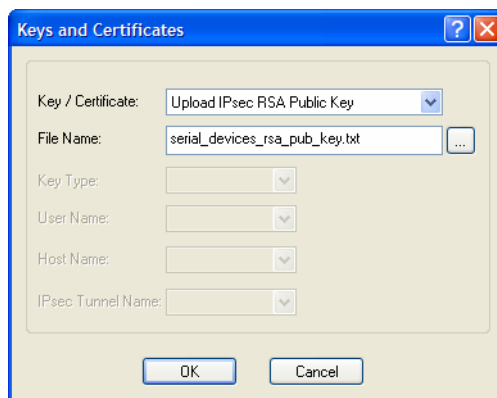 Keys and Certificates
Key / Certificate: Upload IPsec RSA Public Key
File Name: serial_devices_rsa_pub_key.txt ...
Key Type:
User Name:
Host Name:
IPsec Tunnel Name:
OK Cancel